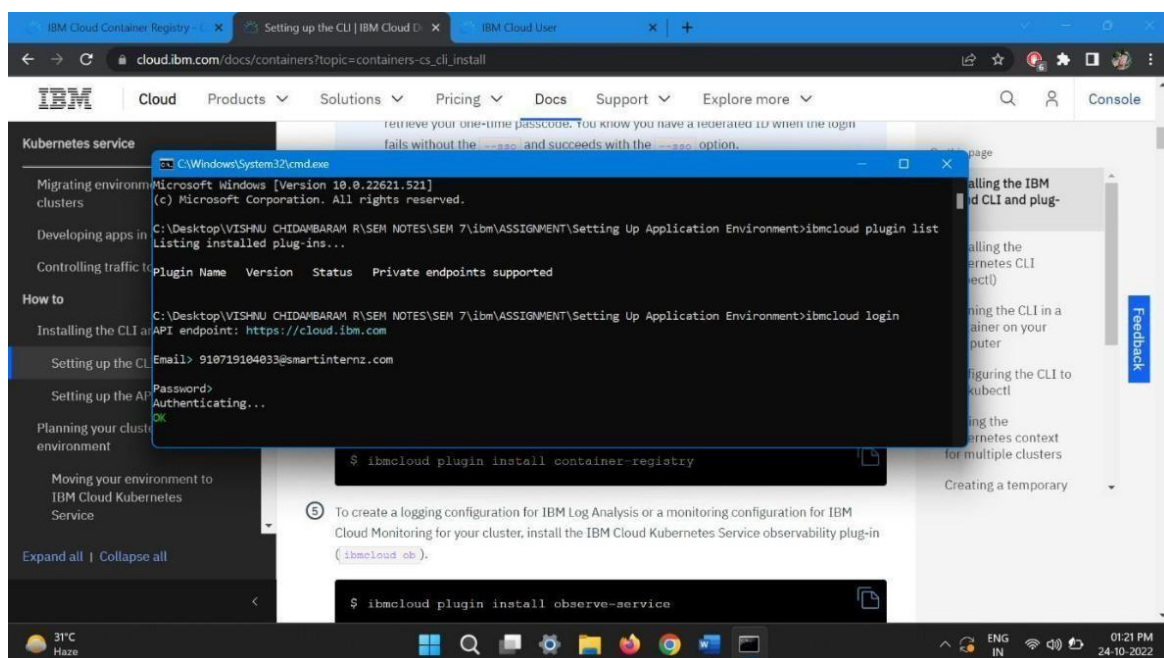 IBM Cloud Container Registry -
Setting up the CLI | IBM Cloud D
IBM Cloud User
cloud.ibm.com/docs/containers?topic=containers-cs_cli_install
6
IBM
Cloud
Products
Solutions
Pricing
Docs
Support
Explore more
Console
retrieve your one-time passcode. You know you have a federated ID when the login
fails without the --sso and succeeds with the --sso option.
Kubernetes service
Migrating environm
clusters
Developing apps in
Controlling traffic to
How to
Installing the CLI an
Setting up the CL
Setting up the AP
Planning your cluste
environment
Moving your environment to
IBM Cloud Kubernetes
Service
Expand all | Collapse all
C:\Windows\System32\cmd.exe
Microsoft Windows [Version 10.0.22621.521]
(c) Microsoft Corporation. All rights reserved.
C:\Desktop\VISHNU CHIDAMBARAM R\SEM NOTES\SEM 7\ibm\ASSIGNMENT\Setting Up Application Environment>ibmcloud plugin list
Listing installed plug-ins...
Plugin Name Version Status Private endpoints supported
C:\Desktop\VISHNU CHIDAMBARAM R\SEM NOTES\SEM 7\ibm\ASSIGNMENT\Setting Up Application Environment>ibmcloud login
API endpoint: https://cloud.ibm.com
Email> 910719104033@smartinternz.com
Password>
Authenticating...
OK
$ ibmcloud plugin install container-registry
5 To create a logging configuration for IBM Log Analysis or a monitoring configuration for IBM
Cloud Monitoring for your cluster, install the IBM Cloud Kubernetes Service observability plug-in
( ibmcloud ob ).
$ ibmcloud plugin install observe-service
page
alling the IBM
d CLI and plug-
alling the
ernetes CLI
ectl)
ning the CLI in a
ainer on your
puter
figuring the CLI to
kubectl
ing the
ernetes context
for multiple clusters
Creating a temporary
Feedback
31°C
Haze
ENG
IN
01:21 PM
24-10-2022